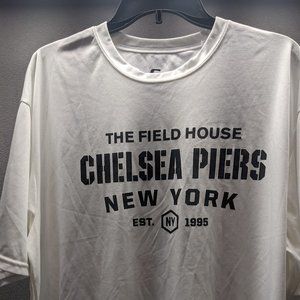 THE FIELD HOUSE
CHELSEA PIERS
NEW YORK
EST. NY 1995